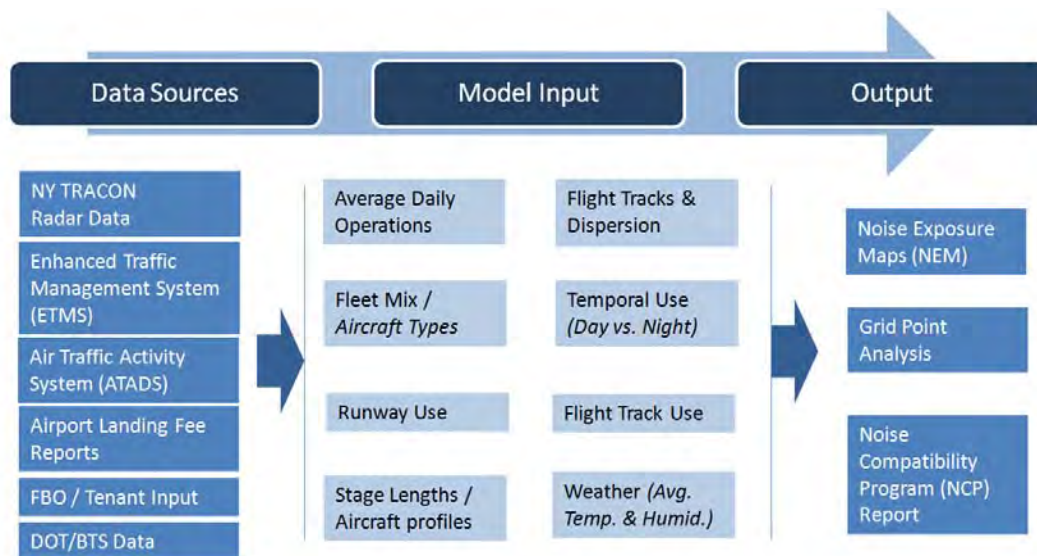 Data Sources
Model Input
Output
NY TRACON
Radar Data
Enhanced Traffic
Management System
(ETMS)
Air Traffic Activity
System (ATADS)
Airport Landing Fee
Reports
FBO / Tenant Input
DOT/BTS Data
Average Daily
Operations
Fleet Mix /
Aircraft Types
Runway Use
Stage Lengths /
Aircraft profiles
Flight Tracks &
Dispersion
Temporal Use
(Day vs. Night)
Flight Track Use
Weather (Avg.
Temp. & Humid.)
Noise Exposure
Maps (NEM)
Grid Point
Analysis
Noise
Compatibility
Program (NCP)
Report